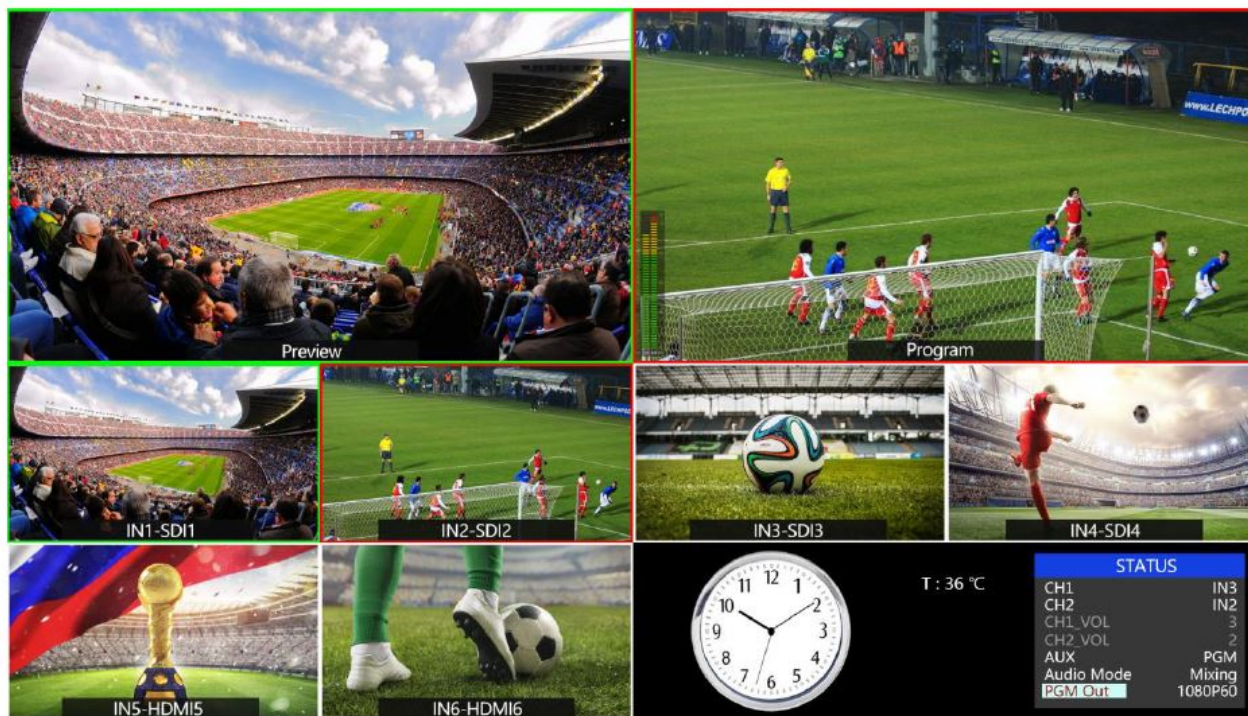 www.LECHPO
Preview
Program
IN1-SDI1
IN2-SDI2
IN3-SDI3
IN4-SDI4
IN5-HDMI5
IN6-HDMI6
12
1
2
3
4
5
6
7
8
9
10
11
T : 36 ℃
STATUS
CH1 IN3
CH2 IN2
CH1_VOL 3
CH2_VOL 2
AUX PGM
Audio Mode Mixing
PGM Out 1080P60